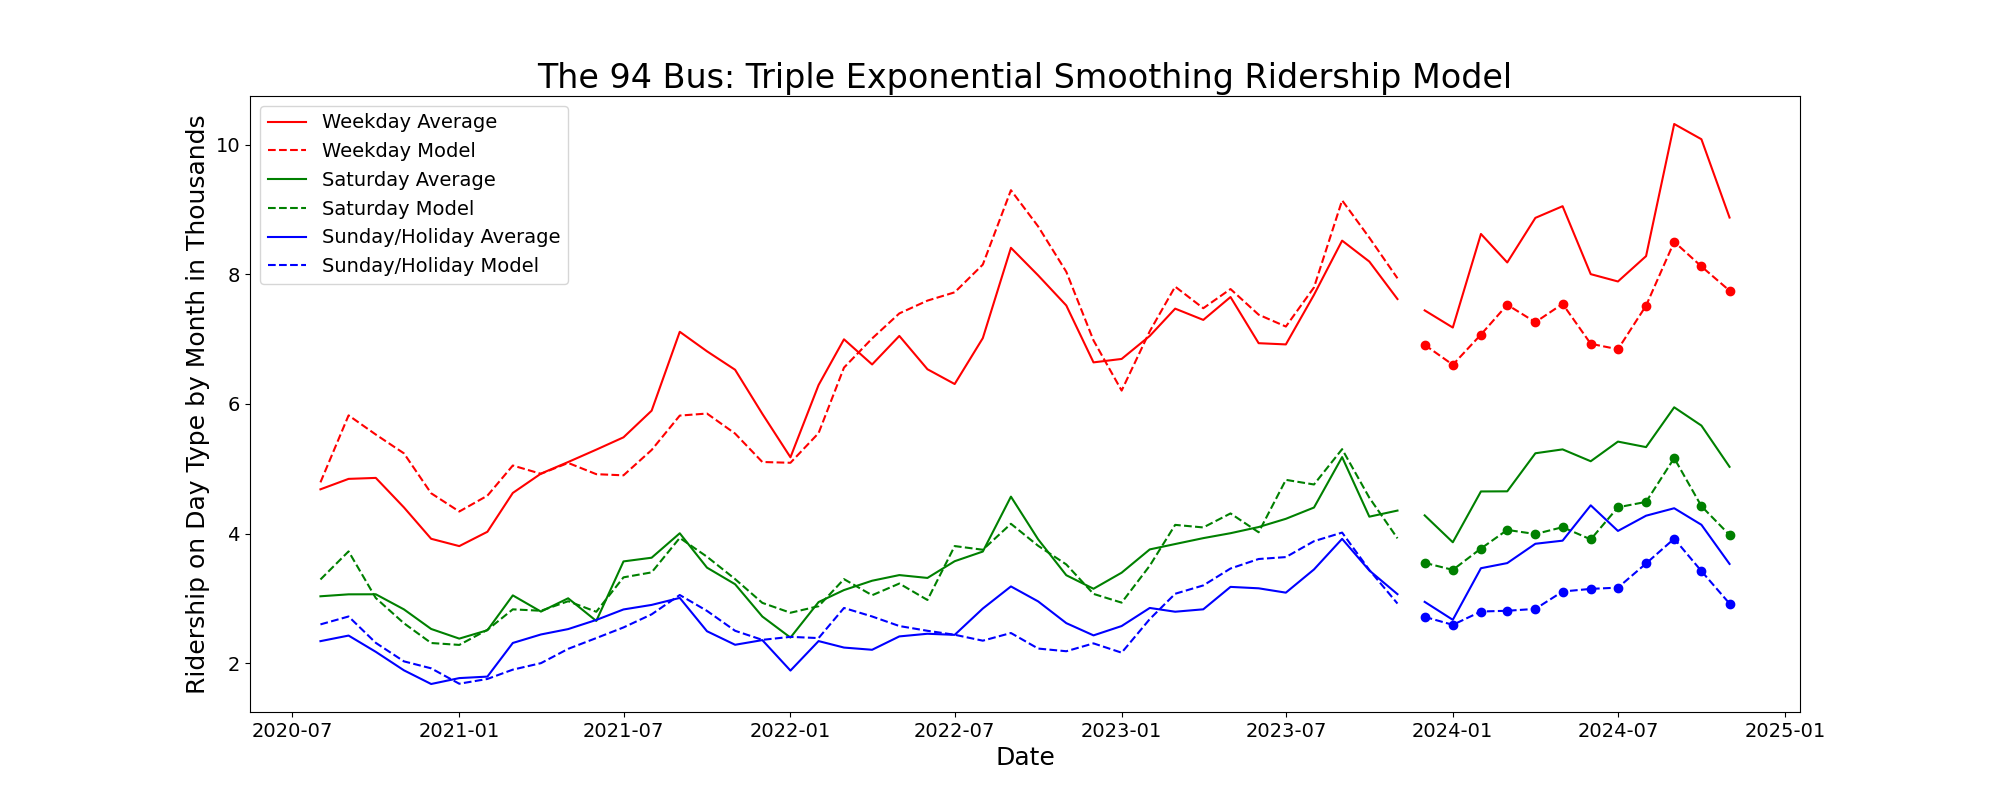 The 94 Bus: Triple Exponential Smoothing Ridership Model
Weekday Average
Weekday Model
Saturday Average
Saturday Model
Sunday/Holiday Average
Sunday/Holiday Model
Ridership on Day Type by Month in Thousands
10
8
6
4
2
2020-07 2021-01 2021-07 2022-01 2022-07 2023-01 2023-07 2024-01 2024-07 2025-01
Date